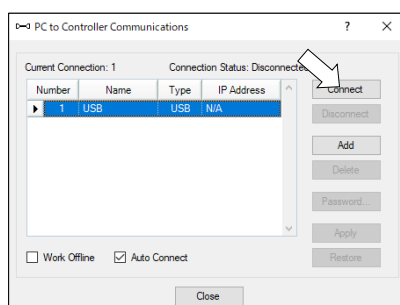 PC to Controller Communications ? ×
Current Connection: 1 Connection Status: Disconnected
Number Name Type IP Address
1 USB USB N/A
Connect
Disconnect
Add
Delete
Password...
Apply
Restore
Work Offline Auto Connect
Close